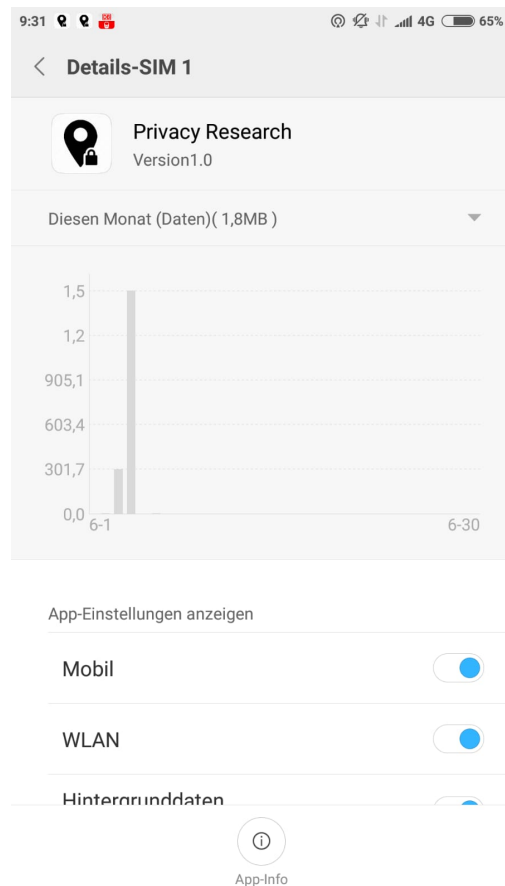 9:31 4G 65%
Details-SIM 1
Privacy Research
Version1.0
Diesen Monat (Daten)( 1,8MB )
1,5
1,2
905,1
603,4
301,7
0,0
6-1 6-30
App-Einstellungen anzeigen
Mobil
WLAN
Hintergrunddaten
App-Info